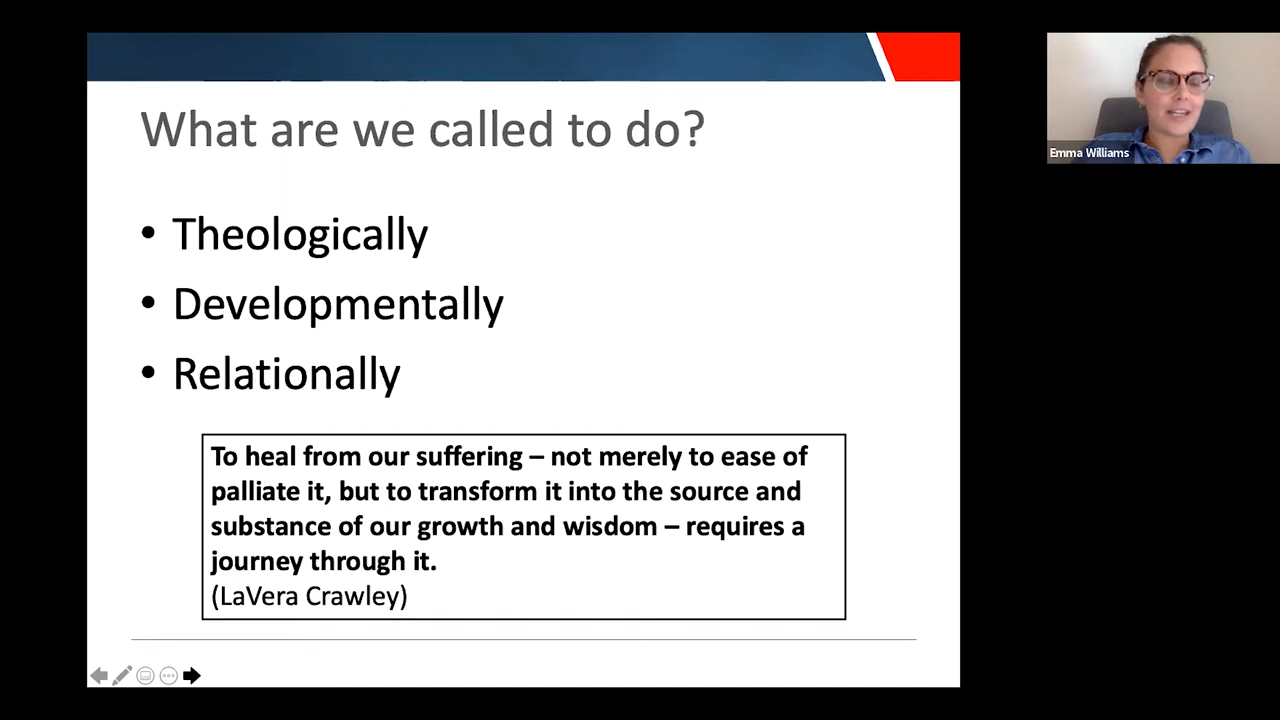 What are we called to do?
• Theologically
• Developmentally
• Relationally
To heal from our suffering – not merely to ease of
palliate it, but to transform it into the source and
substance of our growth and wisdom – requires a
journey through it.
(LaVera Crawley)
Emma Williams